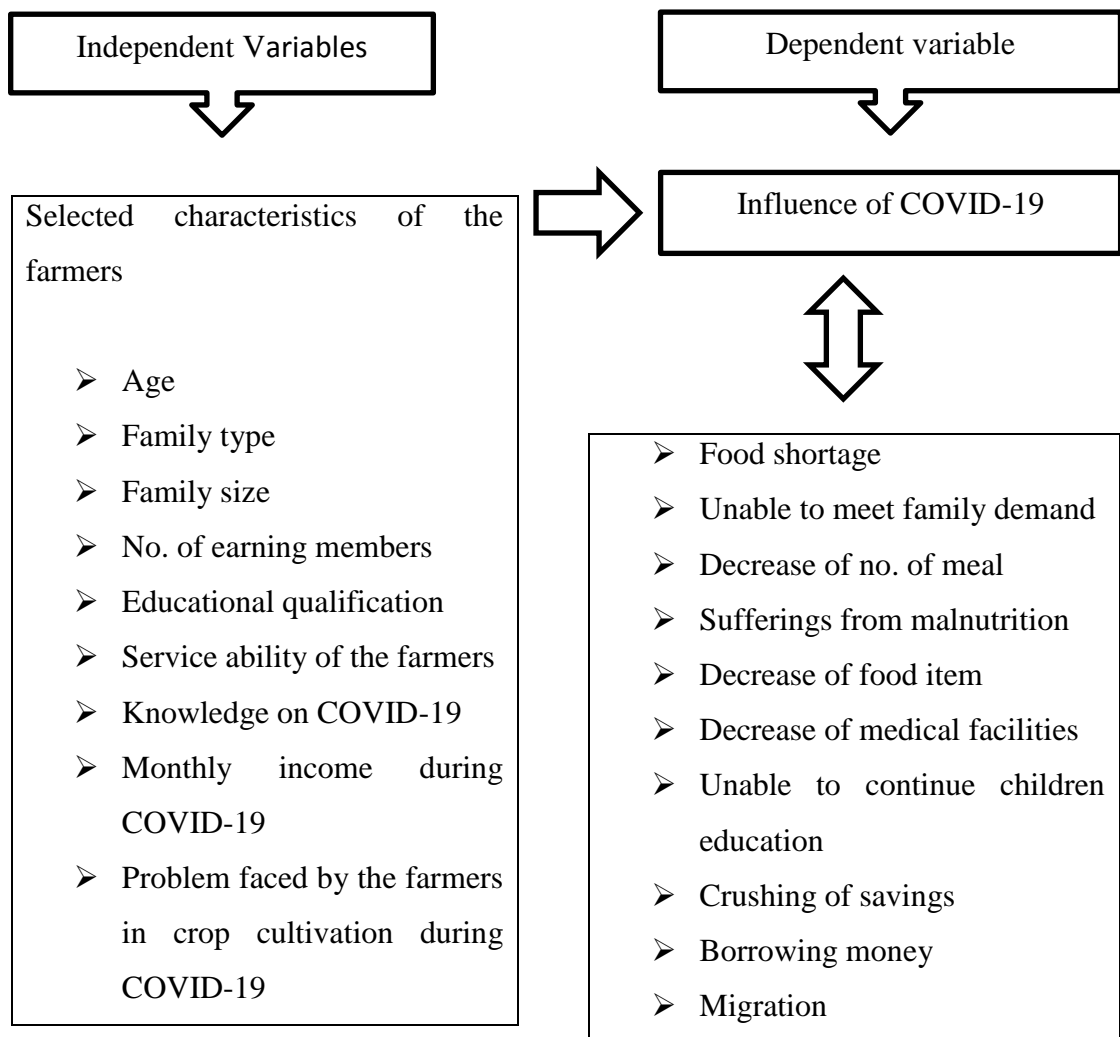 Independent Variables
Dependent variable
Influence of COVID-19
Selected characteristics of the
farmers
➢ Age
➢ Family type
➢ Family size
➢ No. of earning members
➢ Educational qualification
➢ Service ability of the farmers
➢ Knowledge on COVID-19
➢ Monthly income during
COVID-19
➢ Problem faced by the farmers
in crop cultivation during
COVID-19
➢ Food shortage
➢ Unable to meet family demand
➢ Decrease of no. of meal
➢ Sufferings from malnutrition
➢ Decrease of food item
➢ Decrease of medical facilities
➢ Unable to continue children
education
➢ Crushing of savings
➢ Borrowing money
➢ Migration